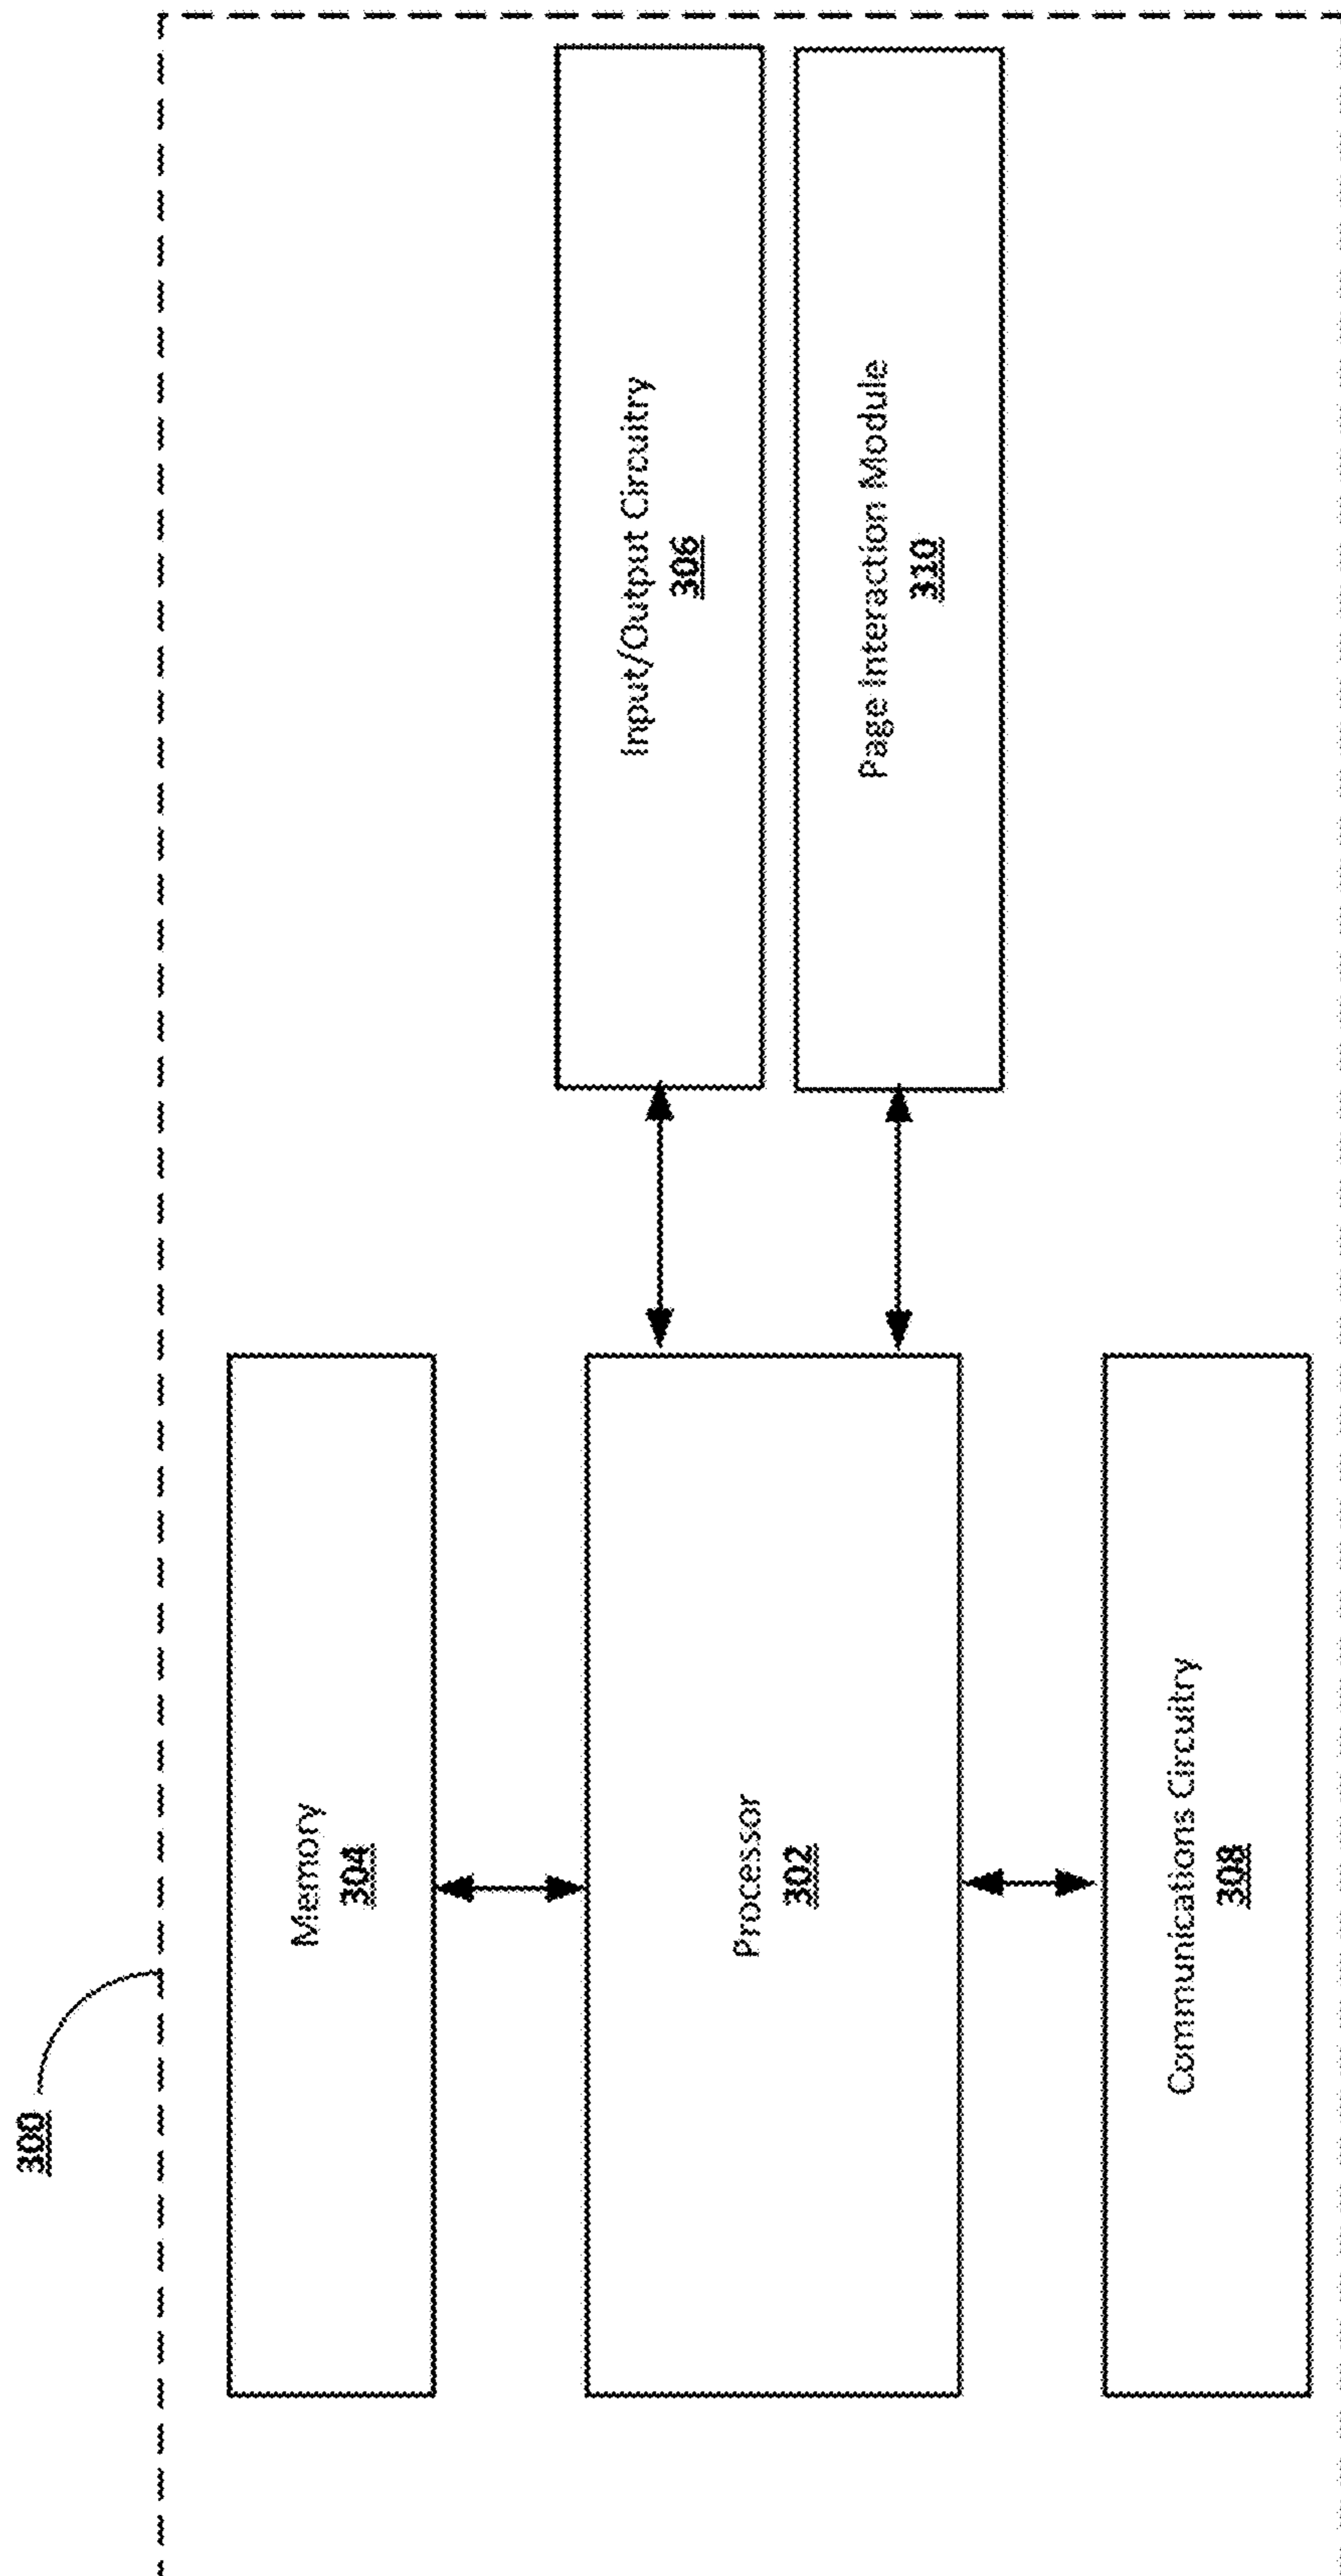 300
Memory
304
Processor
302
Input/Output Circuitry
306
Page Interaction Module
310
Communications Circuitry
308